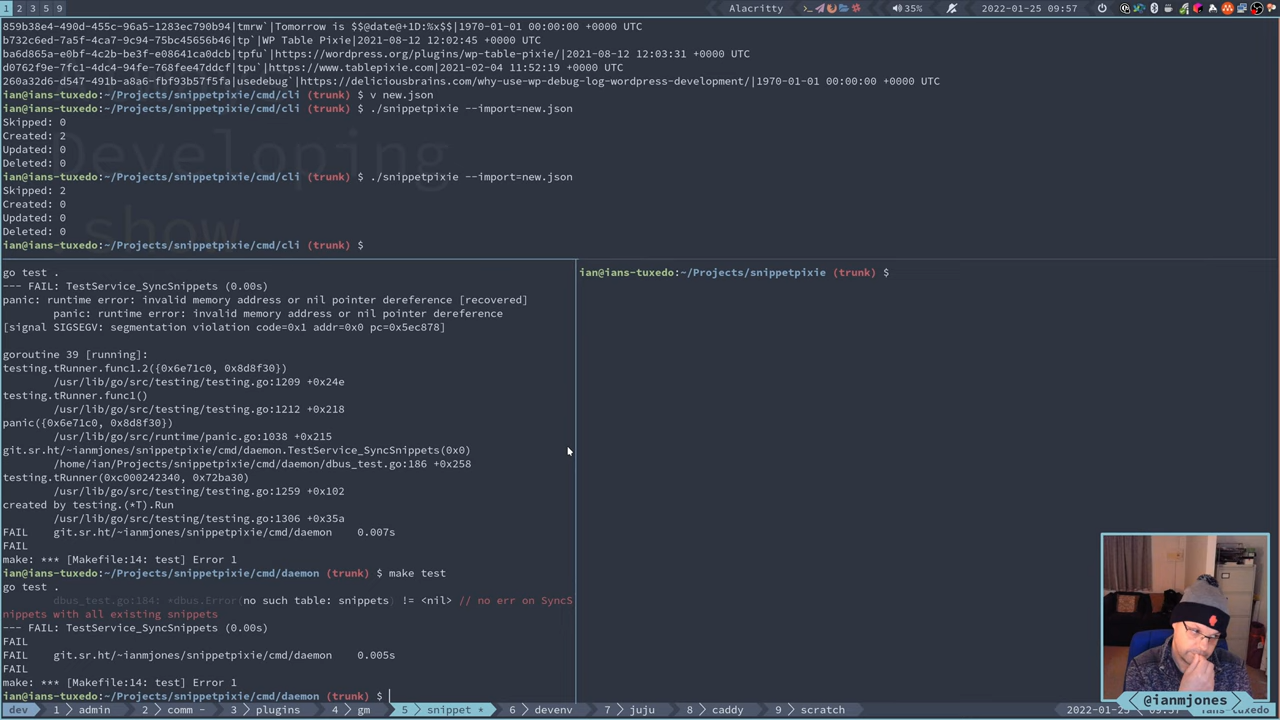 1 2 3 5 9
Alacritty
35%
2022-01-25 09:57
859b38e4-490d-455c-96a5-1283ec790b94|tmrw`|Tomorrow is $$@date@+1D:%x$$|1970-01-01 00:00:00 +0000 UTC
b732c6ed-7a5f-4ca7-9c94-75bc45656b46|tp`|WP Table Pixie|2021-08-12 12:02:45 +0000 UTC
ba6d865a-e0bf-4c2b-be3f-e08641ca0dcb|tpfu`|https://wordpress.org/plugins/wp-table-pixie/|2021-08-12 12:03:31 +0000 UTC
d0762f9e-7fc1-4dc4-94fe-768fee47ddcf|tpu`|https://www.tablepixie.com|2021-02-04 11:52:19 +0000 UTC
260a32d6-d547-491b-a8a6-fbf93b57f5fa|usedebug`|https://deliciousbrains.com/why-use-wp-debug-log-wordpress-development/|1970-01-01 00:00:00 +0000 UTC
ian@ians-tuxedo:~/Projects/snippetpixie/cmd/cli (trunk) $ v new.json
ian@ians-tuxedo:~/Projects/snippetpixie/cmd/cli (trunk) $ ./snippetpixie --import=new.json
Skipped: 0
Created: 2
Updated: 0
Deleted: 0
ian@ians-tuxedo:~/Projects/snippetpixie/cmd/cli (trunk) $ ./snippetpixie --import=new.json
Skipped: 2
Created: 0
Updated: 0
Deleted: 0
ian@ians-tuxedo:~/Projects/snippetpixie/cmd/cli (trunk) $
Developing
show
go test .
--- FAIL: TestService_SyncSnippets (0.00s)
panic: runtime error: invalid memory address or nil pointer dereference [recovered]
panic: runtime error: invalid memory address or nil pointer dereference
[signal SIGSEGV: segmentation violation code=0x1 addr=0x0 pc=0x5ec878]
goroutine 39 [running]:
testing.tRunner.func1.2({0x6e71c0, 0x8d8f30})
/usr/lib/go/src/testing/testing.go:1209 +0x24e
testing.tRunner.func1()
/usr/lib/go/src/testing/testing.go:1212 +0x218
panic({0x6e71c0, 0x8d8f30})
/usr/lib/go/src/runtime/panic.go:1038 +0x215
git.sr.ht/~ianmjones/snippetpixie/cmd/daemon.TestService_SyncSnippets(0x0)
/home/ian/Projects/snippetpixie/cmd/daemon/dbus_test.go:186 +0x258
testing.tRunner(0xc000242340, 0x72ba30)
/usr/lib/go/src/testing/testing.go:1259 +0x102
created by testing.(*T).Run
/usr/lib/go/src/testing/testing.go:1306 +0x35a
FAIL git.sr.ht/~ianmjones/snippetpixie/cmd/daemon 0.007s
FAIL
make: *** [Makefile:14: test] Error 1
ian@ians-tuxedo:~/Projects/snippetpixie/cmd/daemon (trunk) $ make test
go test .
dbus_test.go:184: *dbus.Error(no such table: snippets) != <nil> // no err on SyncS
nippets with all existing snippets
--- FAIL: TestService_SyncSnippets (0.00s)
FAIL
FAIL git.sr.ht/~ianmjones/snippetpixie/cmd/daemon 0.005s
FAIL
make: *** [Makefile:14: test] Error 1
ian@ians-tuxedo:~/Projects/snippetpixie/cmd/daemon (trunk) $
ian@ians-tuxedo:~/Projects/snippetpixie (trunk) $
@ianmjones
dev 1 admin 2 comm - 3 plugins 4 gm 5 snippet * 6 devenv 7 juju 8 caddy 9 scratch